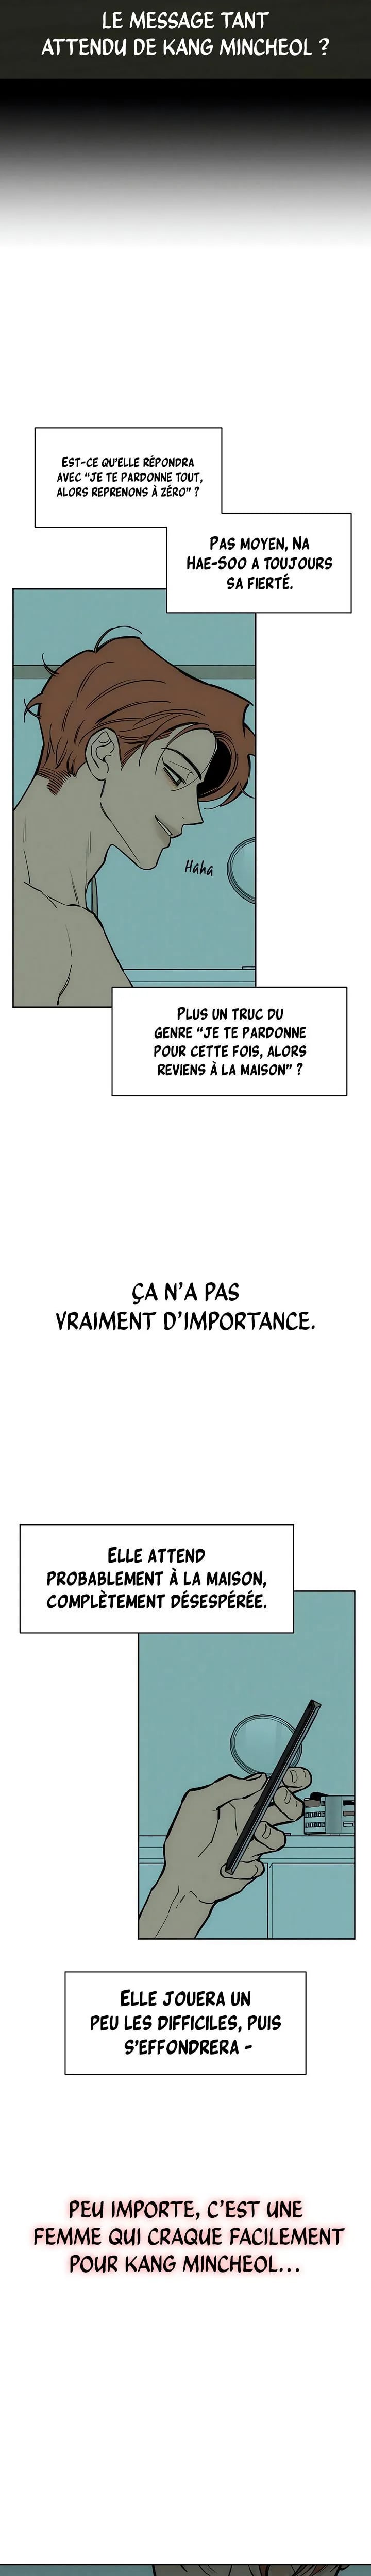 LE MESSAGE TANT
ATTENDU DE KANG MINCHEOL ?
EST-CE QU'ELLE RÉPONDRA
AVEC "JE TE PARDONNE TOUT,
ALORS REPRENONS À ZÉRO" ?
PAS MOYEN, NA
HAE-SOO A TOUJOURS
SA FIERTÉ.
Haha
PLUS UN TRUC DU
GENRE "JE TE PARDONNE
POUR CETTE FOIS, ALORS
REVIENS À LA MAISON" ?
ÇA N'A PAS
VRAIMENT D'IMPORTANCE.
ELLE ATTEND
PROBABLEMENT À LA MAISON,
COMPLÈTEMENT DÉSESPÉRÉE.
ELLE JOUERA UN
PEU LES DIFFICILES, PUIS
S'EFFONDRERA -
PEU IMPORTE, C'EST UNE
FEMME QUI CRAQUE FACILEMENT
POUR KANG MINCHEOL...